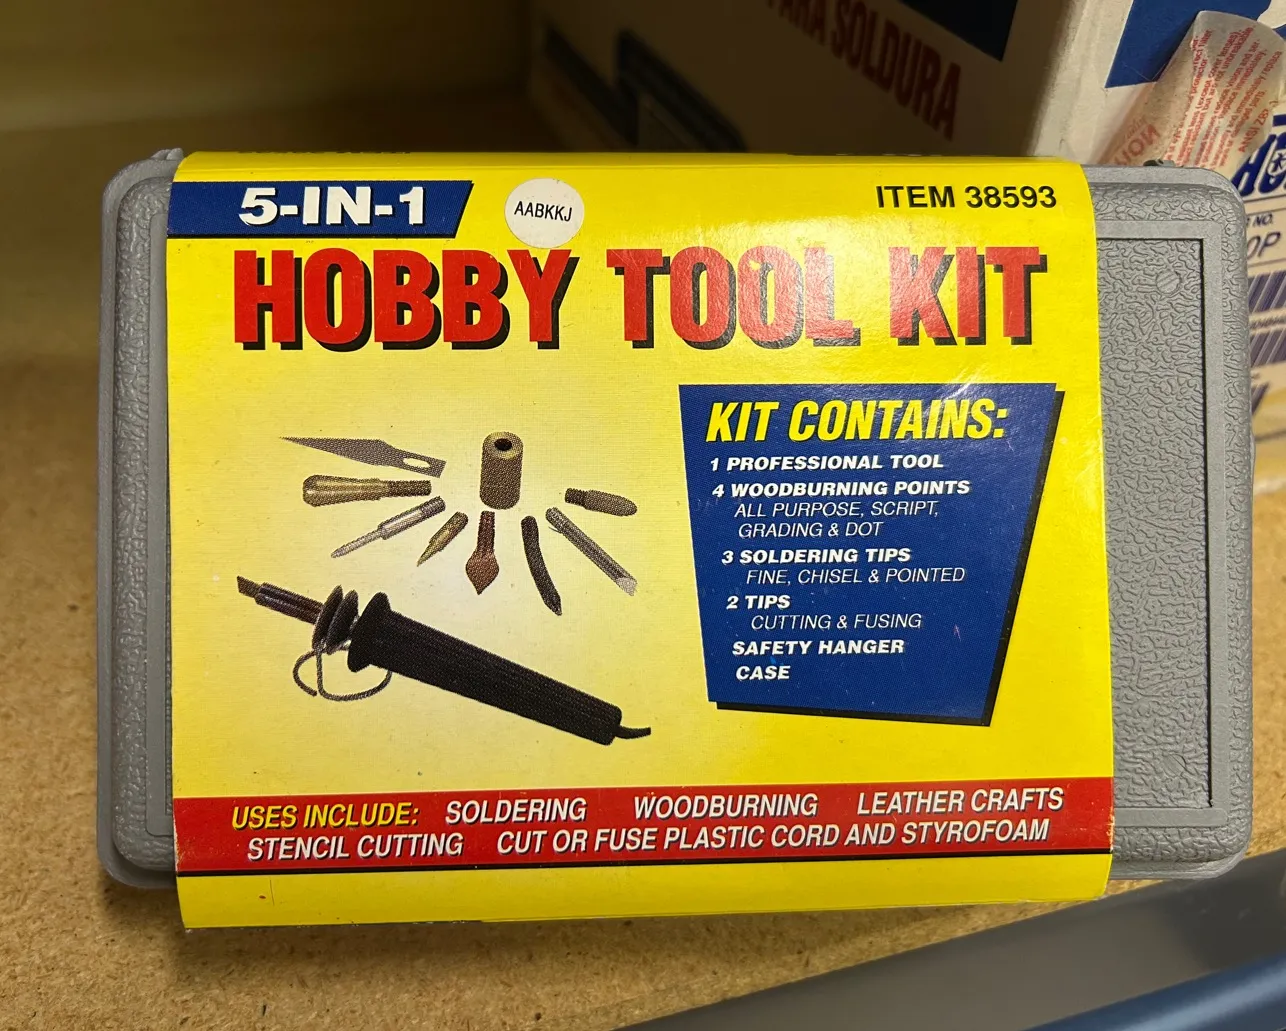 PARA SOLDURA
5-IN-1
AABKKJ
ITEM 38593
HOBBY TOOL KIT
KIT CONTAINS:
1 PROFESSIONAL TOOL
4 WOODBURNING POINTS
ALL PURPOSE, SCRIPT,
GRADING & DOT
3 SOLDERING TIPS
FINE, CHISEL & POINTED
2 TIPS
CUTTING & FUSING
SAFETY HANGER
CASE
USES INCLUDE: SOLDERING WOODBURNING LEATHER CRAFTS
STENCIL CUTTING CUT OR FUSE PLASTIC CORD AND STYROFOAM